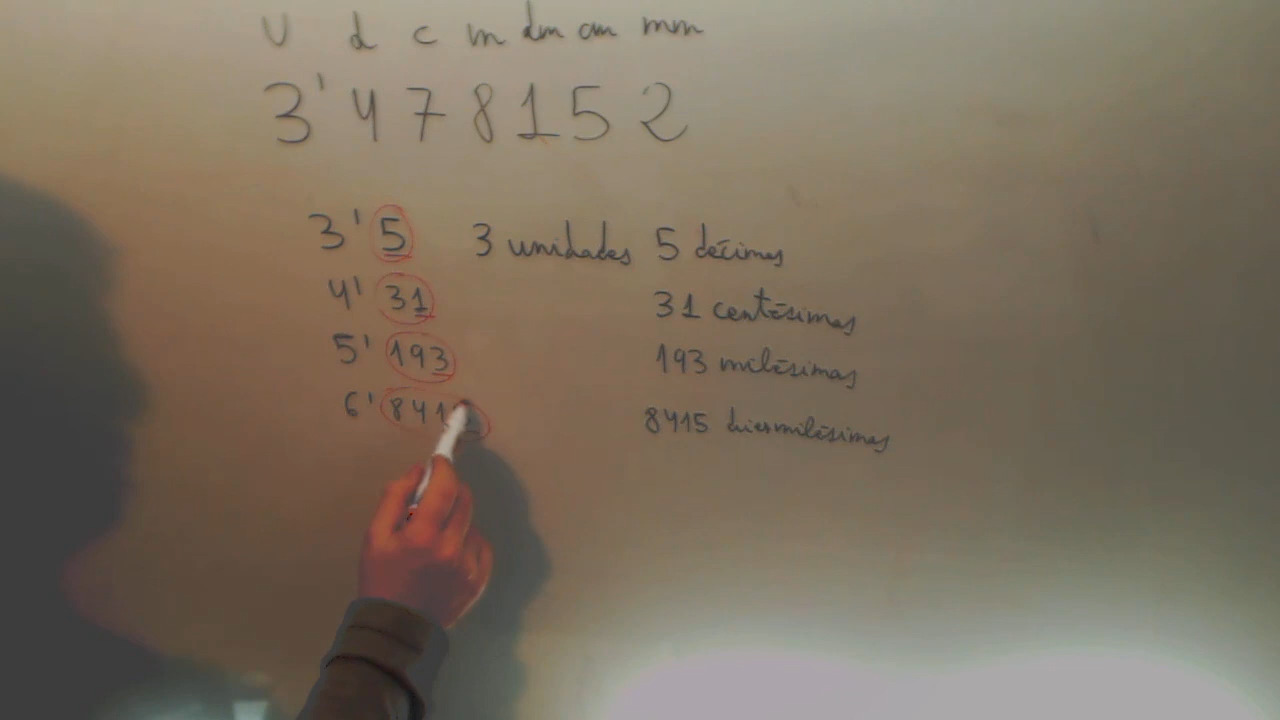 U d c m dm cm mm
3'478152
3'5 3 unidades 5 décimas
4'31 31 centésimas
5'193 193 milésimas
6'841 8415 diezmilésimas